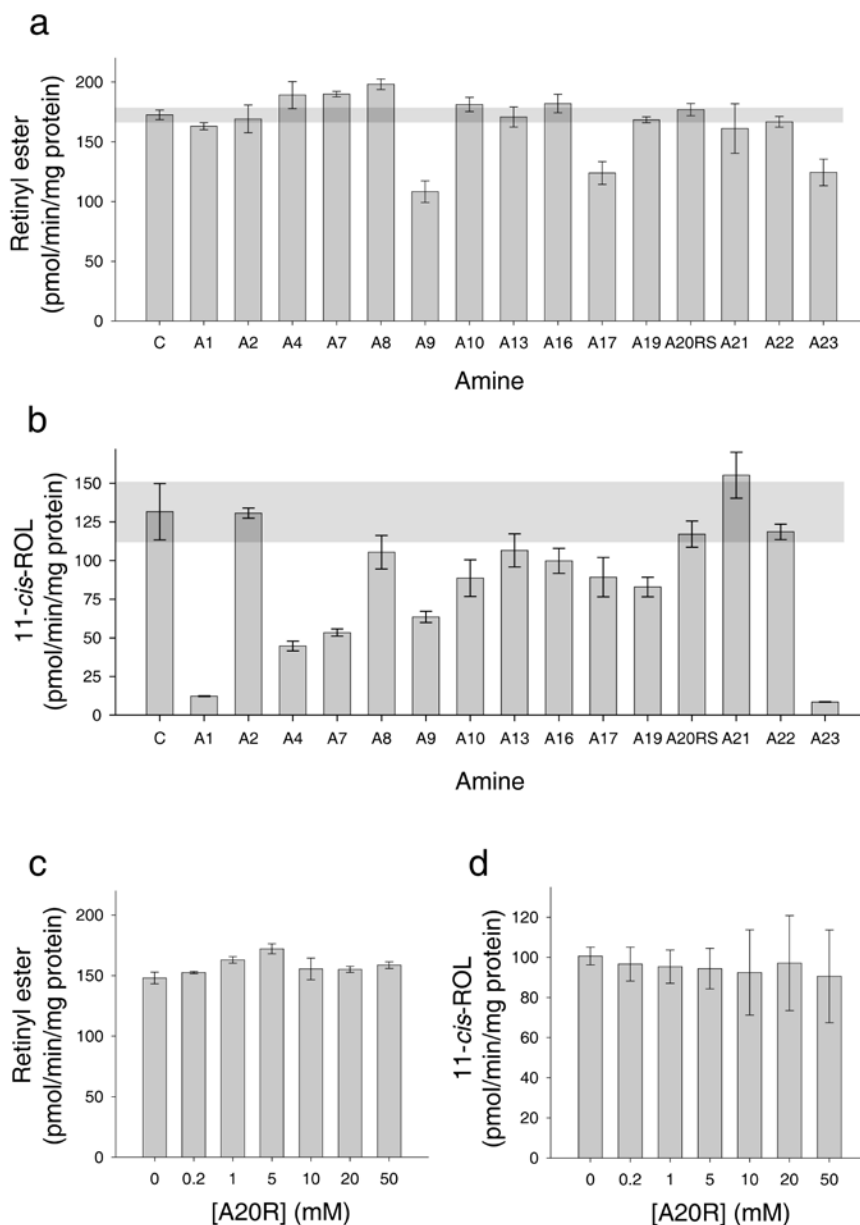 a
Retinyl ester
(pmol/min/mg protein)
200
150
100
50
0
C A1 A2 A4 A7 A8 A9 A10 A13 A16 A17 A19 A20RS A21 A22 A23
Amine
b
11-cis-ROL
(pmol/min/mg protein)
150
125
100
75
50
25
0
C A1 A2 A4 A7 A8 A9 A10 A13 A16 A17 A19 A20RS A21 A22 A23
Amine
c
Retinyl ester
(pmol/min/mg protein)
200
150
100
50
0
0 0.2 1 5 10 20 50
[A20R] (mM)
d
11-cis-ROL
(pmol/min/mg protein)
120
100
80
60
40
20
0
0 0.2 1 5 10 20 50
[A20R] (mM)